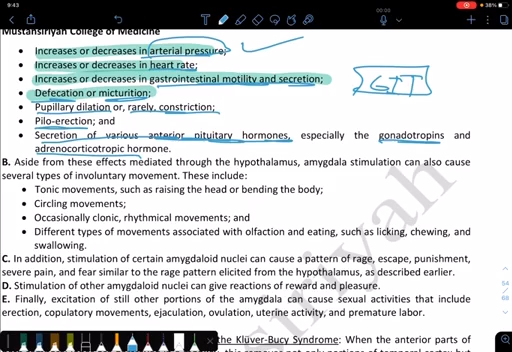 9:43
00:00
85%
Mustansiriyah College of Medicine
• Increases or decreases in arterial pressure;
• Increases or decreases in heart rate;
• Increases or decreases in gastrointestinal motility and secretion;
• Defecation or micturition;
• Pupillary dilation or, rarely, constriction;
• Pilo-erection; and
• Secretion of various anterior pituitary hormones, especially the gonadotropins and
adrenocorticotropic hormone.
GIT
B. Aside from these effects mediated through the hypothalamus, amygdala stimulation can also cause
several types of involuntary movement. These include:
• Tonic movements, such as raising the head or bending the body;
• Circling movements;
• Occasionally clonic, rhythmical movements; and
• Different types of movements associated with olfaction and eating, such as licking, chewing, and
swallowing.
C. In addition, stimulation of certain amygdaloid nuclei can cause a pattern of rage, escape, punishment,
severe pain, and fear similar to the rage pattern elicited from the hypothalamus, as described earlier.
D. Stimulation of other amygdaloid nuclei can give reactions of reward and pleasure.
E. Finally, excitation of still other portions of the amygdala can cause sexual activities that include
erection, copulatory movements, ejaculation, ovulation, uterine activity, and premature labor.
the Klüver-Bucy Syndrome: When the anterior parts of
54
87